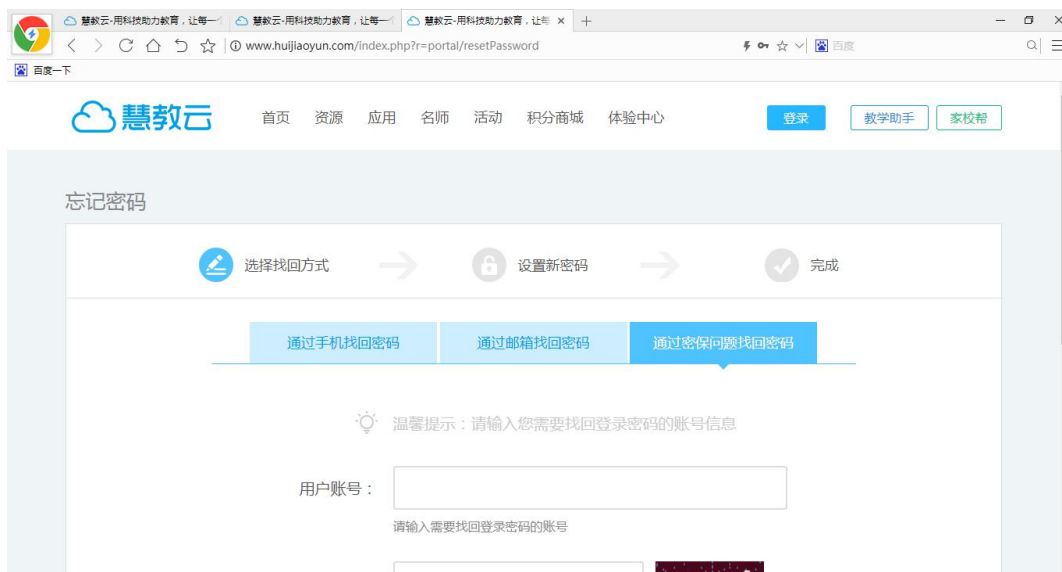 慧教云-用科技助力教育，让每一 慧教云-用科技助力教育，让每一 慧教云-用科技助力教育，让每
www.huijiaoyun.com/index.php?r=portal/resetPassword 百度
百度一下
慧教云 首页 资源 应用 名师 活动 积分商城 体验中心 登录 教学助手 家校帮
忘记密码
选择找回方式 设置新密码 完成
通过手机找回密码 通过邮箱找回密码 通过密保问题找回密码
温馨提示：请输入您需要找回登录密码的账号信息
用户账号：
请输入需要找回登录密码的账号